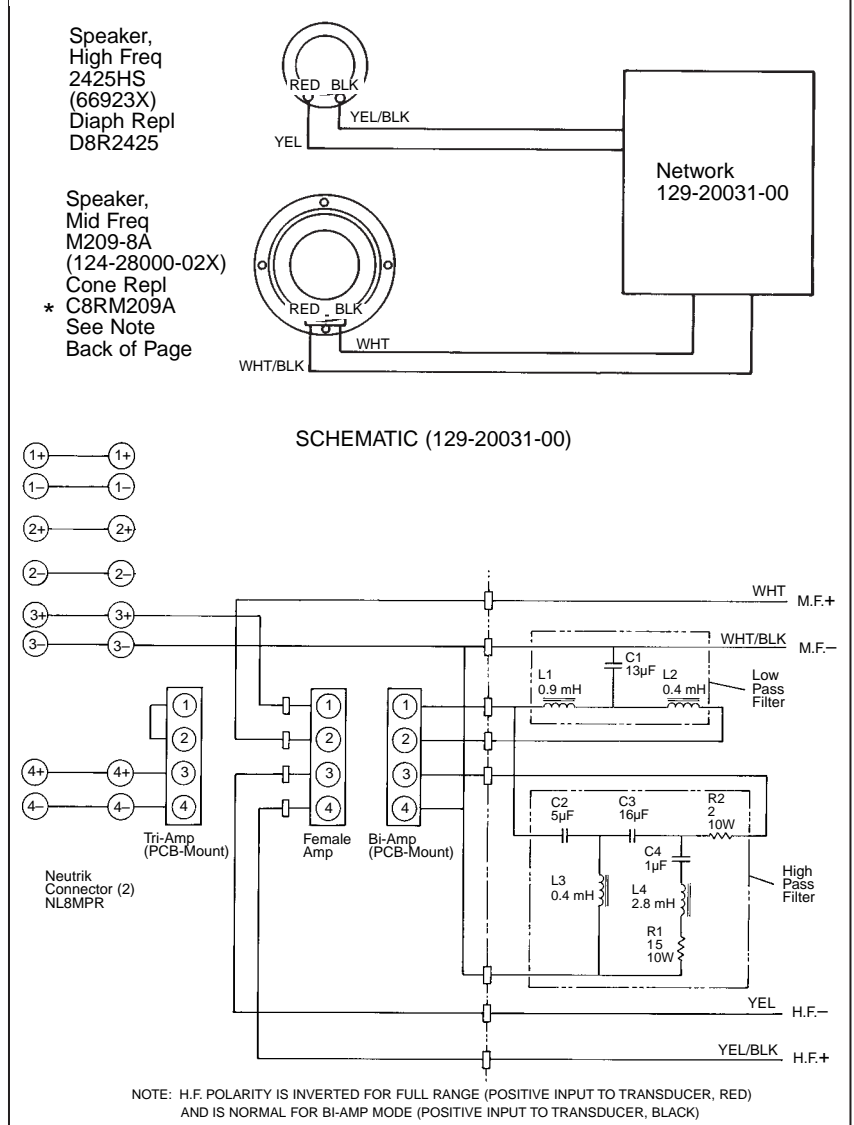 Speaker,
High Freq
2425HS
(66923X)
Diaph Repl
D8R2425
RED BLK
YEL/BLK
YEL
Network
129-20031-00
Speaker,
Mid Freq
M209-8A
(124-28000-02X)
Cone Repl
* C8RM209A
See Note
Back of Page
RED BLK
WHT
WHT/BLK
SCHEMATIC (129-20031-00)
1+ 1+
1– 1–
2+ 2+
2– 2–
3+ 3+
3– 3–
4+ 4+
4– 4–
Neutrik
Connector (2)
NL8MPR
1
2
3
4
Tri-Amp
(PCB-Mount)
1
2
3
4
Female
Amp
1
2
3
4
Bi-Amp
(PCB-Mount)
WHT M.F.+
WHT/BLK M.F.–
C1
13µF
L1
0.9 mH
L2
0.4 mH
Low
Pass
Filter
C2
5µF
C3
16µF
R2
2
10W
C4
1µF
L3
0.4 mH
L4
2.8 mH
R1
15
10W
High
Pass
Filter
YEL H.F.–
YEL/BLK H.F.+
NOTE: H.F. POLARITY IS INVERTED FOR FULL RANGE (POSITIVE INPUT TO TRANSDUCER, RED)
AND IS NORMAL FOR BI-AMP MODE (POSITIVE INPUT TO TRANSDUCER, BLACK)